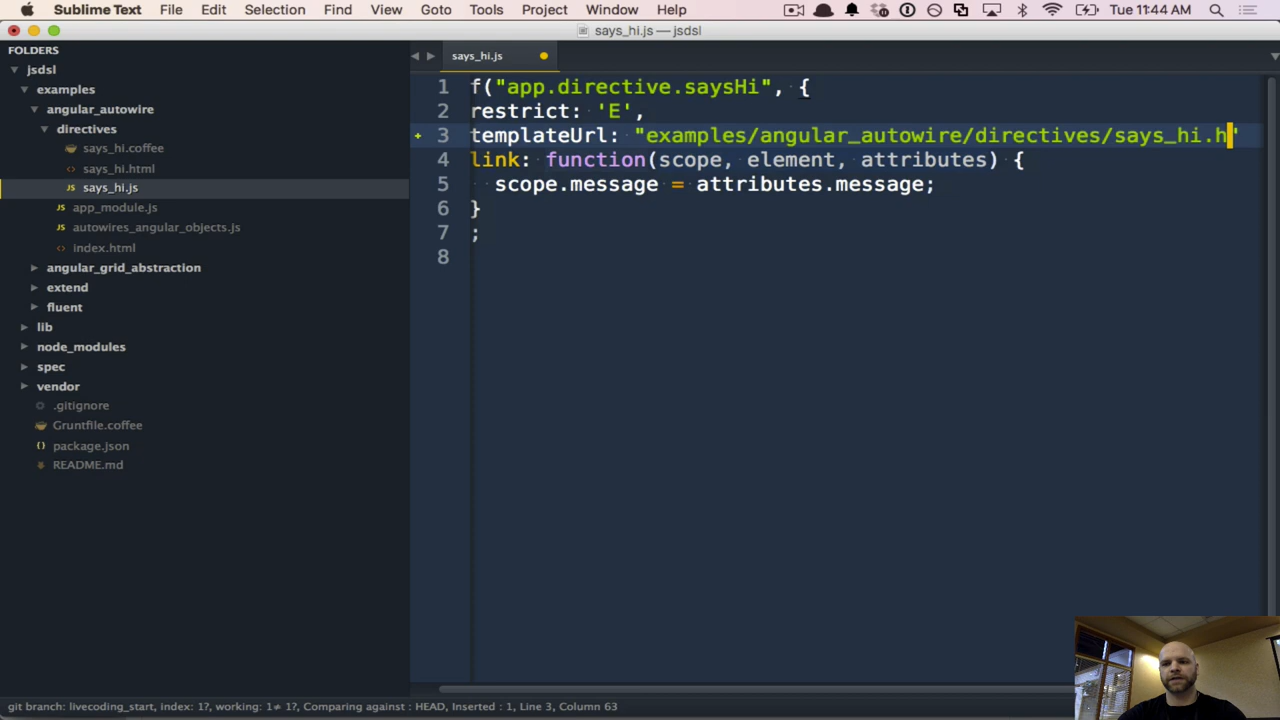 Sublime Text File Edit Selection Find View Goto Tools Project Window Help Tue 11:44 AM
says_hi.js — jsdsl
FOLDERS
jsdsl
examples
angular_autowire
directives
says_hi.coffee
says_hi.html
says_hi.js
app_module.js
autowires_angular_objects.js
index.html
angular_grid_abstraction
extend
fluent
lib
node_modules
spec
vendor
.gitignore
Gruntfile.coffee
package.json
README.md
says_hi.js
1 f("app.directive.saysHi", {
2 restrict: 'E',
3 templateUrl: "examples/angular_autowire/directives/says_hi.h"
4 link: function(scope, element, attributes) {
5 scope.message = attributes.message;
6 }
7 ;
8
git branch: livecoding_start, index: 1?, working: 1≠ 1?, Comparing against : HEAD, Inserted : 1, Line 3, Column 63